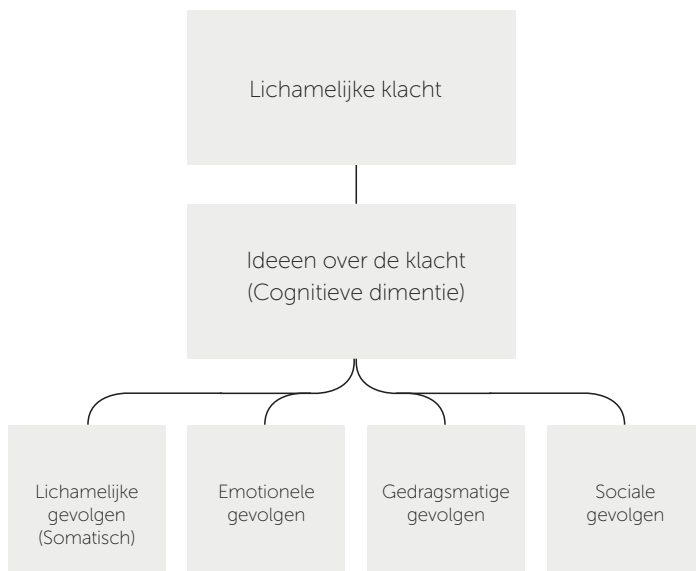 Lichamelijke klacht
Ideeen over de klacht
(Cognitieve dimentie)
Lichamelijke
gevolgen
(Somatisch)
Emotionele
gevolgen
Gedragsmatige
gevolgen
Sociale
gevolgen